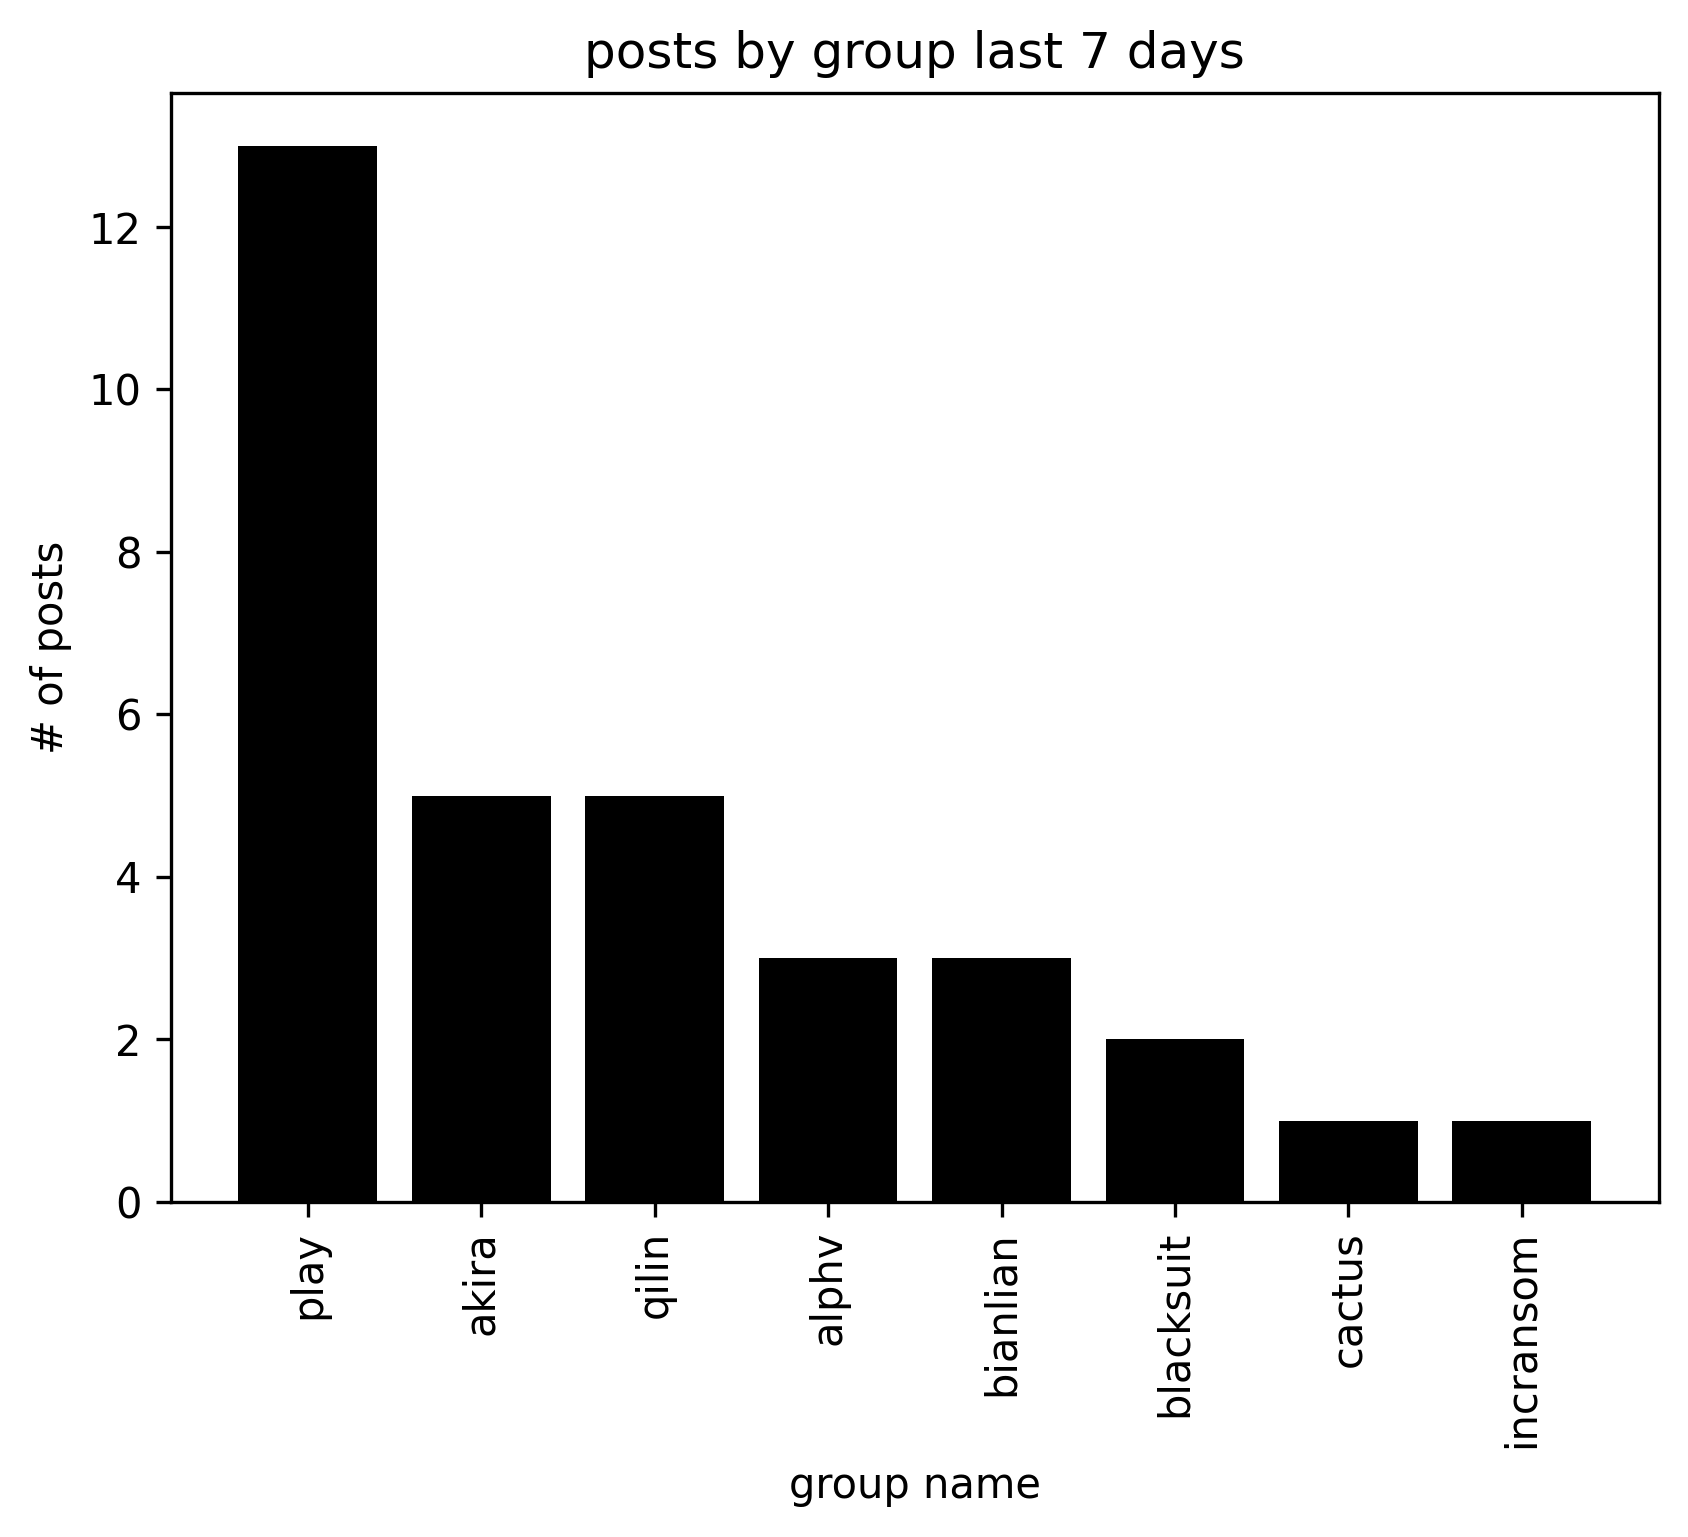 posts by group last 7 days
# of posts
12
10
8
6
4
2
0
play
akira
qilin
alphv
bianlian
blacksuit
cactus
incransom
group name